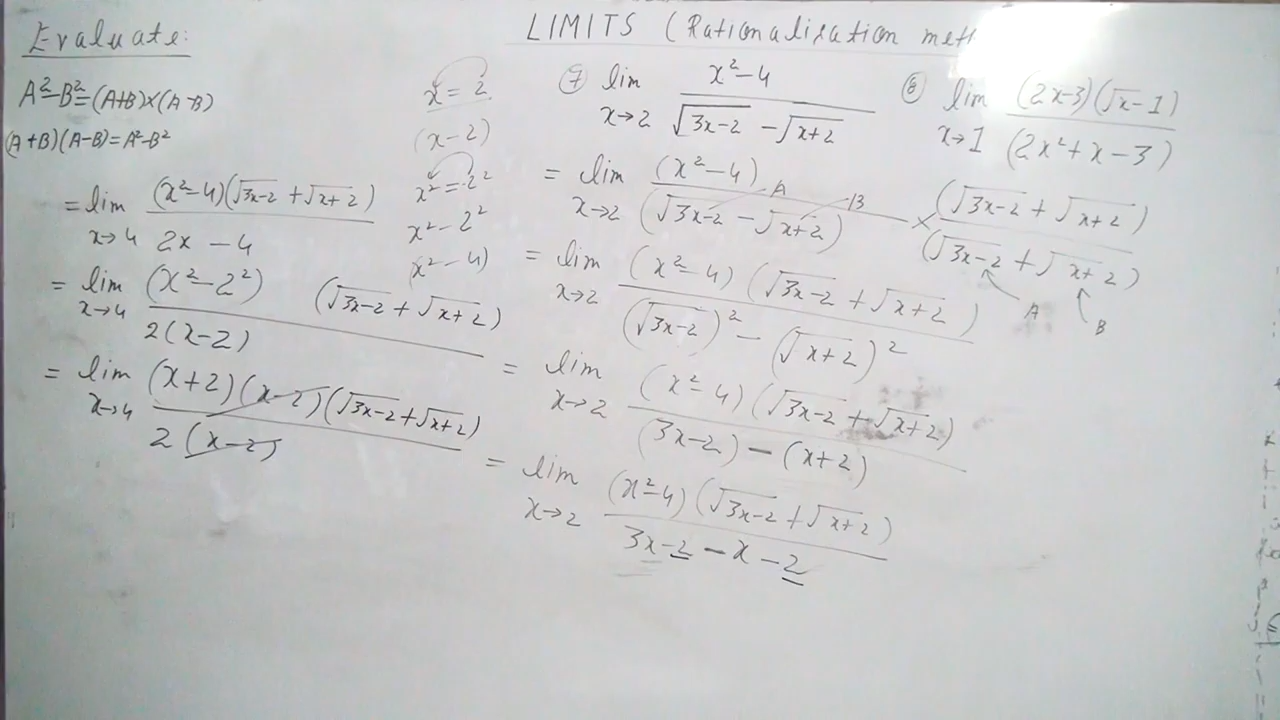 Evaluate:
A²-B²=(A+B)×(A-B)
(A+B)(A-B)=A²-B²
= lim x→4 (x²-4)(√3x-2 + √x+2) / 2x - 4
= lim x→4 (x²-2²) (√3x-2 + √x+2) / 2(x-2)
= lim x→4 (x+2)(x-2)(√3x-2+√x+2) / 2(x-2)
x = 2
(x-2)
x² = 2²
x² - 2²
(x² - 4)
LIMITS (Rationalization meth
⑦ lim x→2 x²-4 / √3x-2 - √x+2
= lim x→2 (x²-4) / (√3x-2 - √x+2) × (√3x-2 + √x+2) / (√3x-2 + √x+2)
A
B
A
B
= lim x→2 (x²-4) (√3x-2 + √x+2) / (√3x-2)² - (√x+2)²
= lim x→2 (x²-4) (√3x-2 + √x+2) / (3x-2) - (x+2)
= lim x→2 (x²-4) (√3x-2 + √x+2) / 3x-2 - x - 2
⑧ lim x→1 (2x-3)(√x-1) / (2x²+x-3)